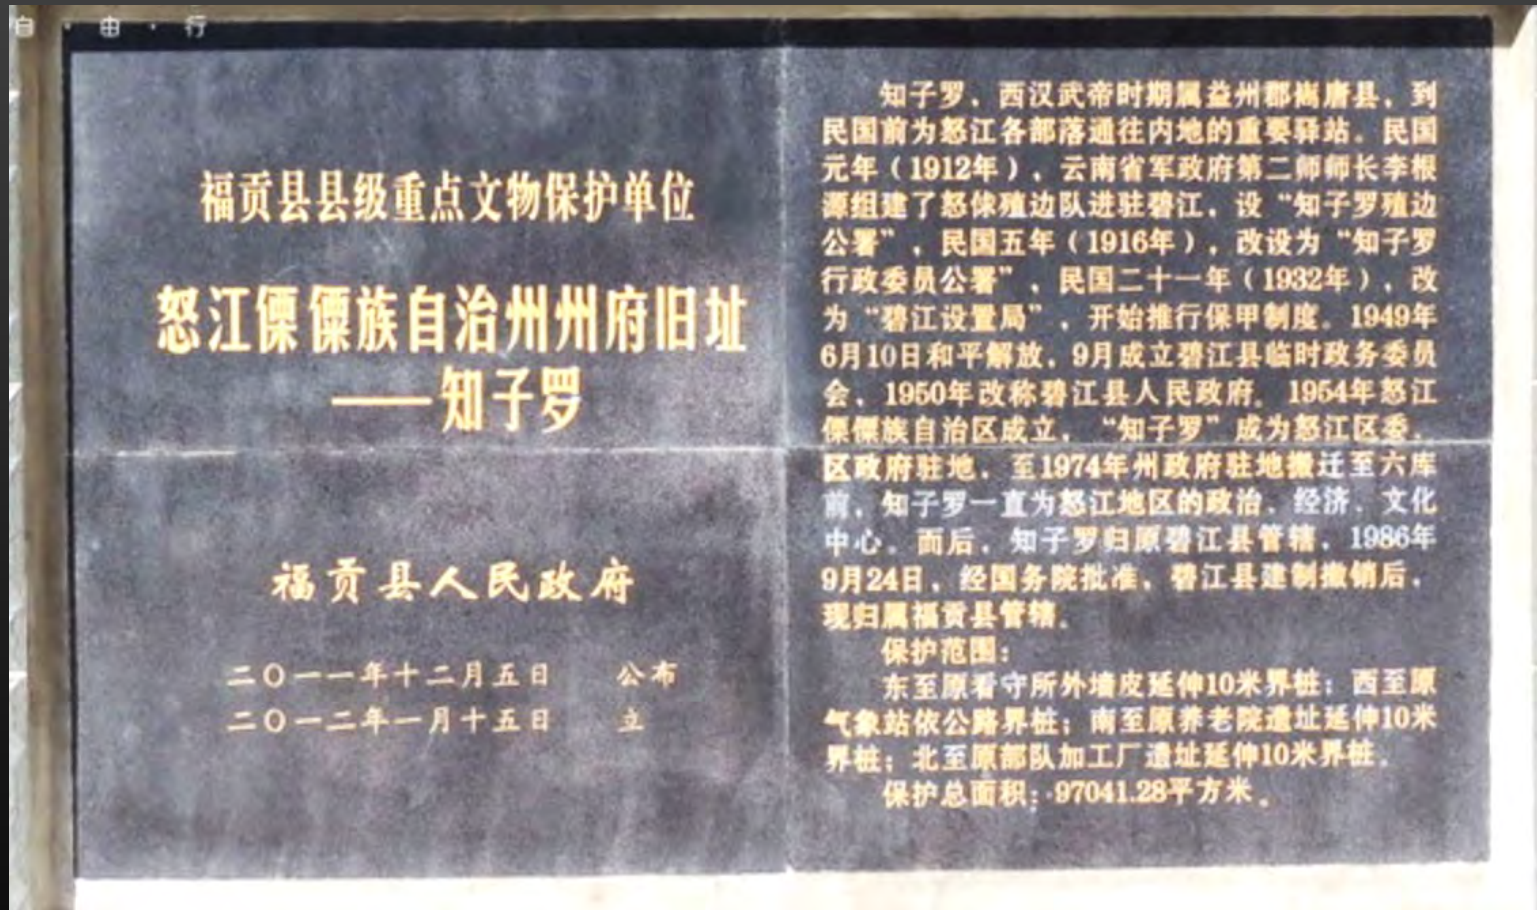 自·由·行
福贡县县级重点文物保护单位
怒江傈僳族自治州州府旧址
——知子罗
福贡县人民政府
二〇一一年十二月五日 公布
二〇一二年一月十五日 立
知子罗，西汉武帝时期属益州郡嶲唐县，到
民国前为怒江各部落通往内地的重要驿站。民国
元年（1912年），云南省军政府第二师师长李根
源组建了怒俅殖边队进驻碧江，设“知子罗殖边
公署”，民国五年（1916年），改设为“知子罗
行政委员公署”，民国二十一年（1932年），改
为“碧江设置局”，开始推行保甲制度。1949年
6月10日和平解放，9月成立碧江县临时政务委员
会，1950年改称碧江县人民政府。1954年怒江
傈僳族自治区成立，“知子罗”成为怒江区委、
区政府驻地，至1974年州政府驻地搬迁至六库
前，知子罗一直为怒江地区的政治、经济、文化
中心。而后，知子罗归原碧江县管辖，1986年
9月24日，经国务院批准，碧江县建制撤销后，
现归属福贡县管辖。
保护范围：
东至原看守所外墙皮延伸10米界桩；西至原
气象站依公路界桩；南至原养老院遗址延伸10米
界桩；北至原部队加工厂遗址延伸10米界桩。
保护总面积：97041.28平方米。